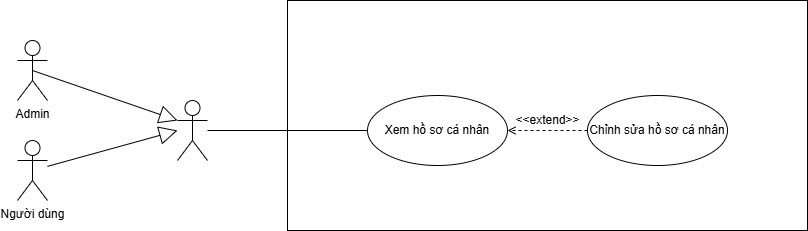 Admin
Người dùng
Xem hồ sơ cá nhân
<<extend>>
Chỉnh sửa hồ sơ cá nhân